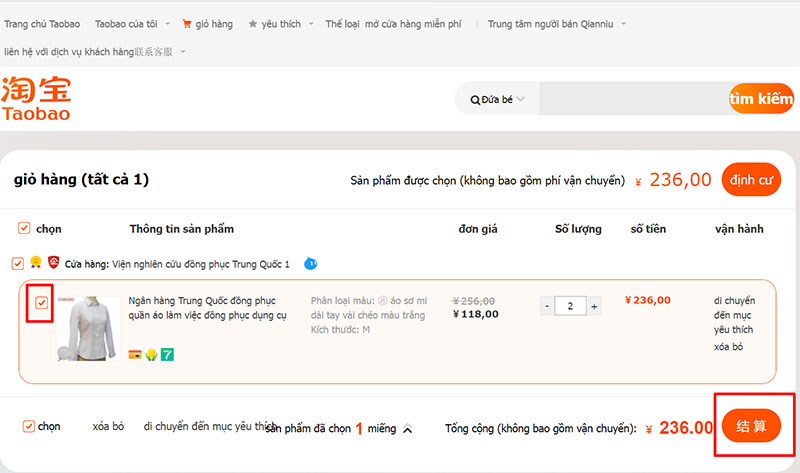 Trang chủ Taobao Taobao của tôi giỏ hàng yêu thích Thể loại mở cửa hàng miễn phí Trung tâm người bán Qianniu
liên hệ với dịch vụ khách hàng联系客服
淘宝
Taobao
Đứa bé tìm kiếm
giỏ hàng (tất cả 1) Sản phẩm được chọn (không bao gồm phí vận chuyển) ¥ 236,00 định cư
chọn Thông tin sản phẩm đơn giá Số lượng số tiền vận hành
Cửa hàng: Viện nghiên cứu đồng phục Trung Quốc 1
Ngân hàng Trung Quốc đồng phục Phân loại màu: ⓐ áo sơ mi ¥ 256,00 - 2 + ¥ 236,00 di chuyển
quần áo làm việc đồng phục dụng cụ dài tay vải chéo màu trắng ¥ 118,00 đến mục
Kích thước: M yêu thích
7 xóa bỏ
chọn xóa bỏ di chuyển đến mục yêu thích sản phẩm đã chọn 1 miếng Tổng cộng (không bao gồm vận chuyển): ¥ 236.00 结 算